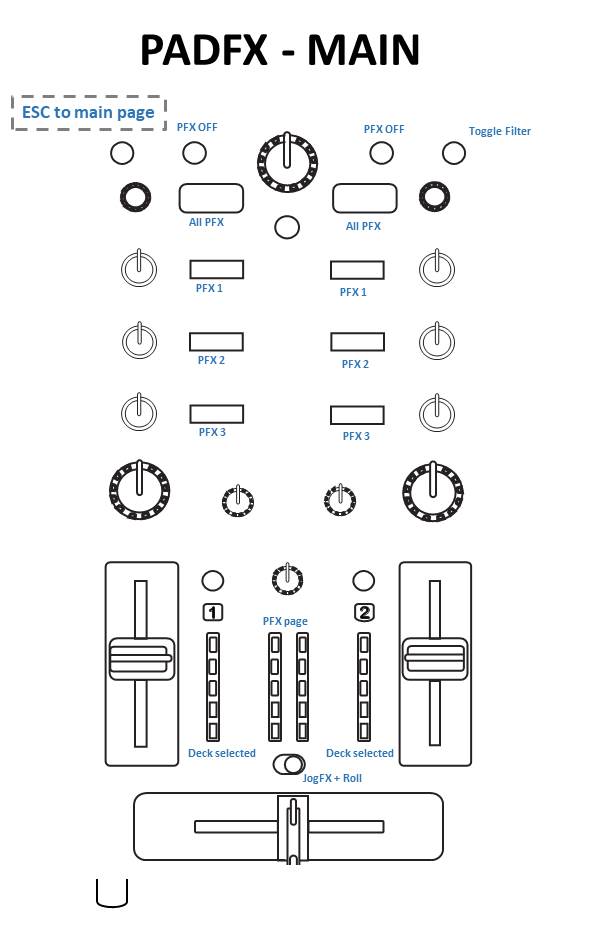 PADFX - MAIN
ESC to main page
PFX OFF
PFX OFF
Toggle Filter
All PFX
All PFX
PFX 1
PFX 1
PFX 2
PFX 2
PFX 3
PFX 3
1
2
PFX page
Deck selected
Deck selected
JogFX + Roll